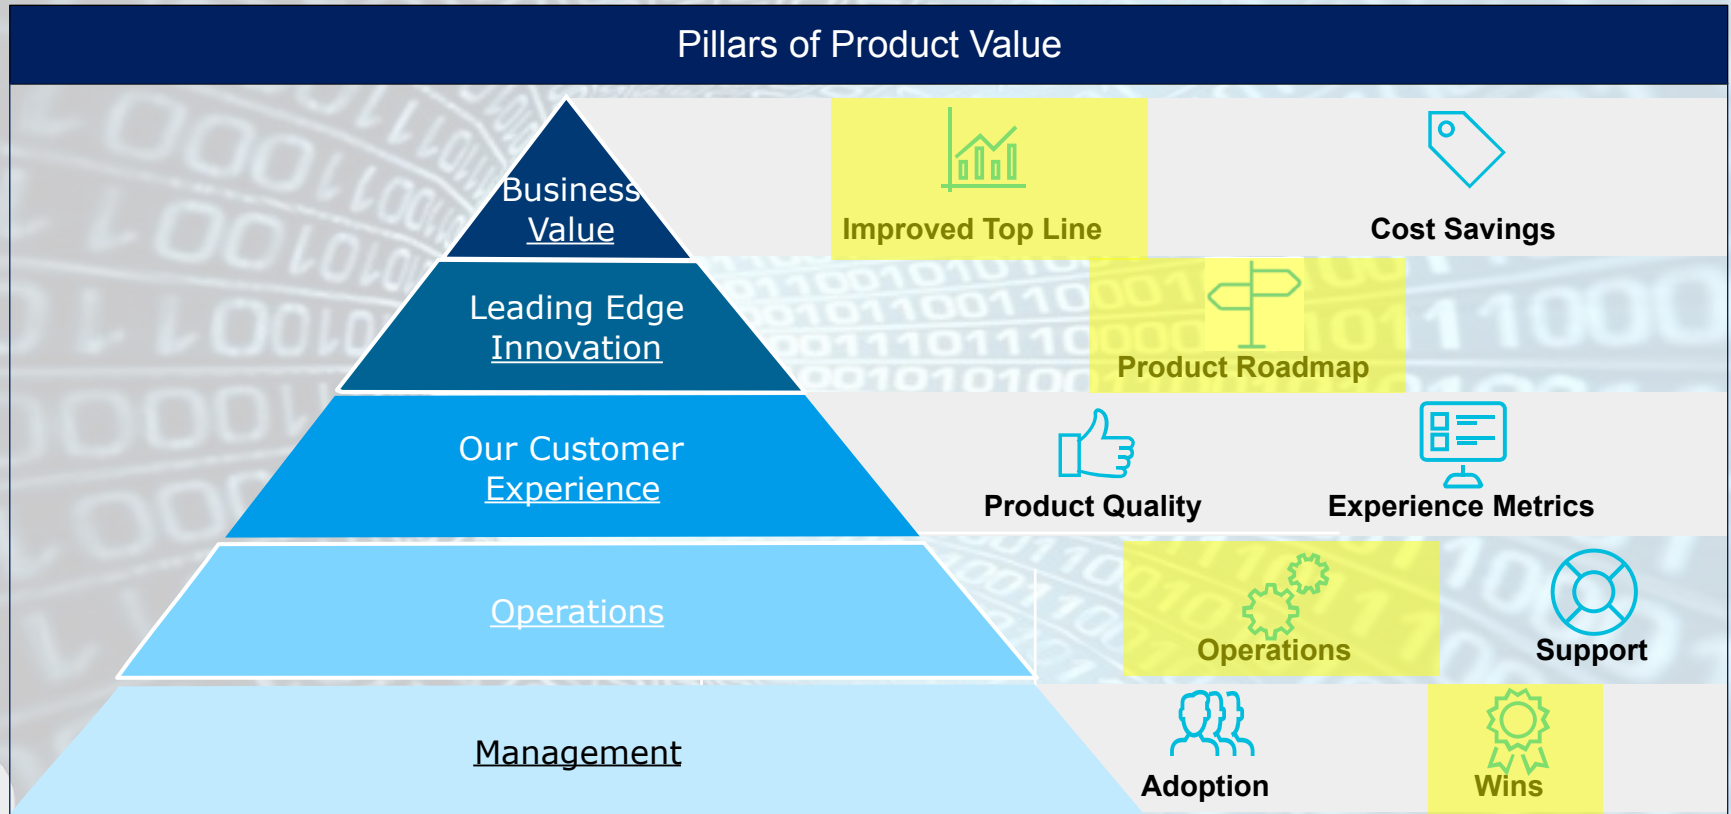 Pillars of Product Value
Business
Value
Improved Top Line
Cost Savings
Leading Edge
Innovation
Product Roadmap
Our Customer
Experience
Product Quality
Experience Metrics
Operations
Operations
Support
Management
Adoption
Wins